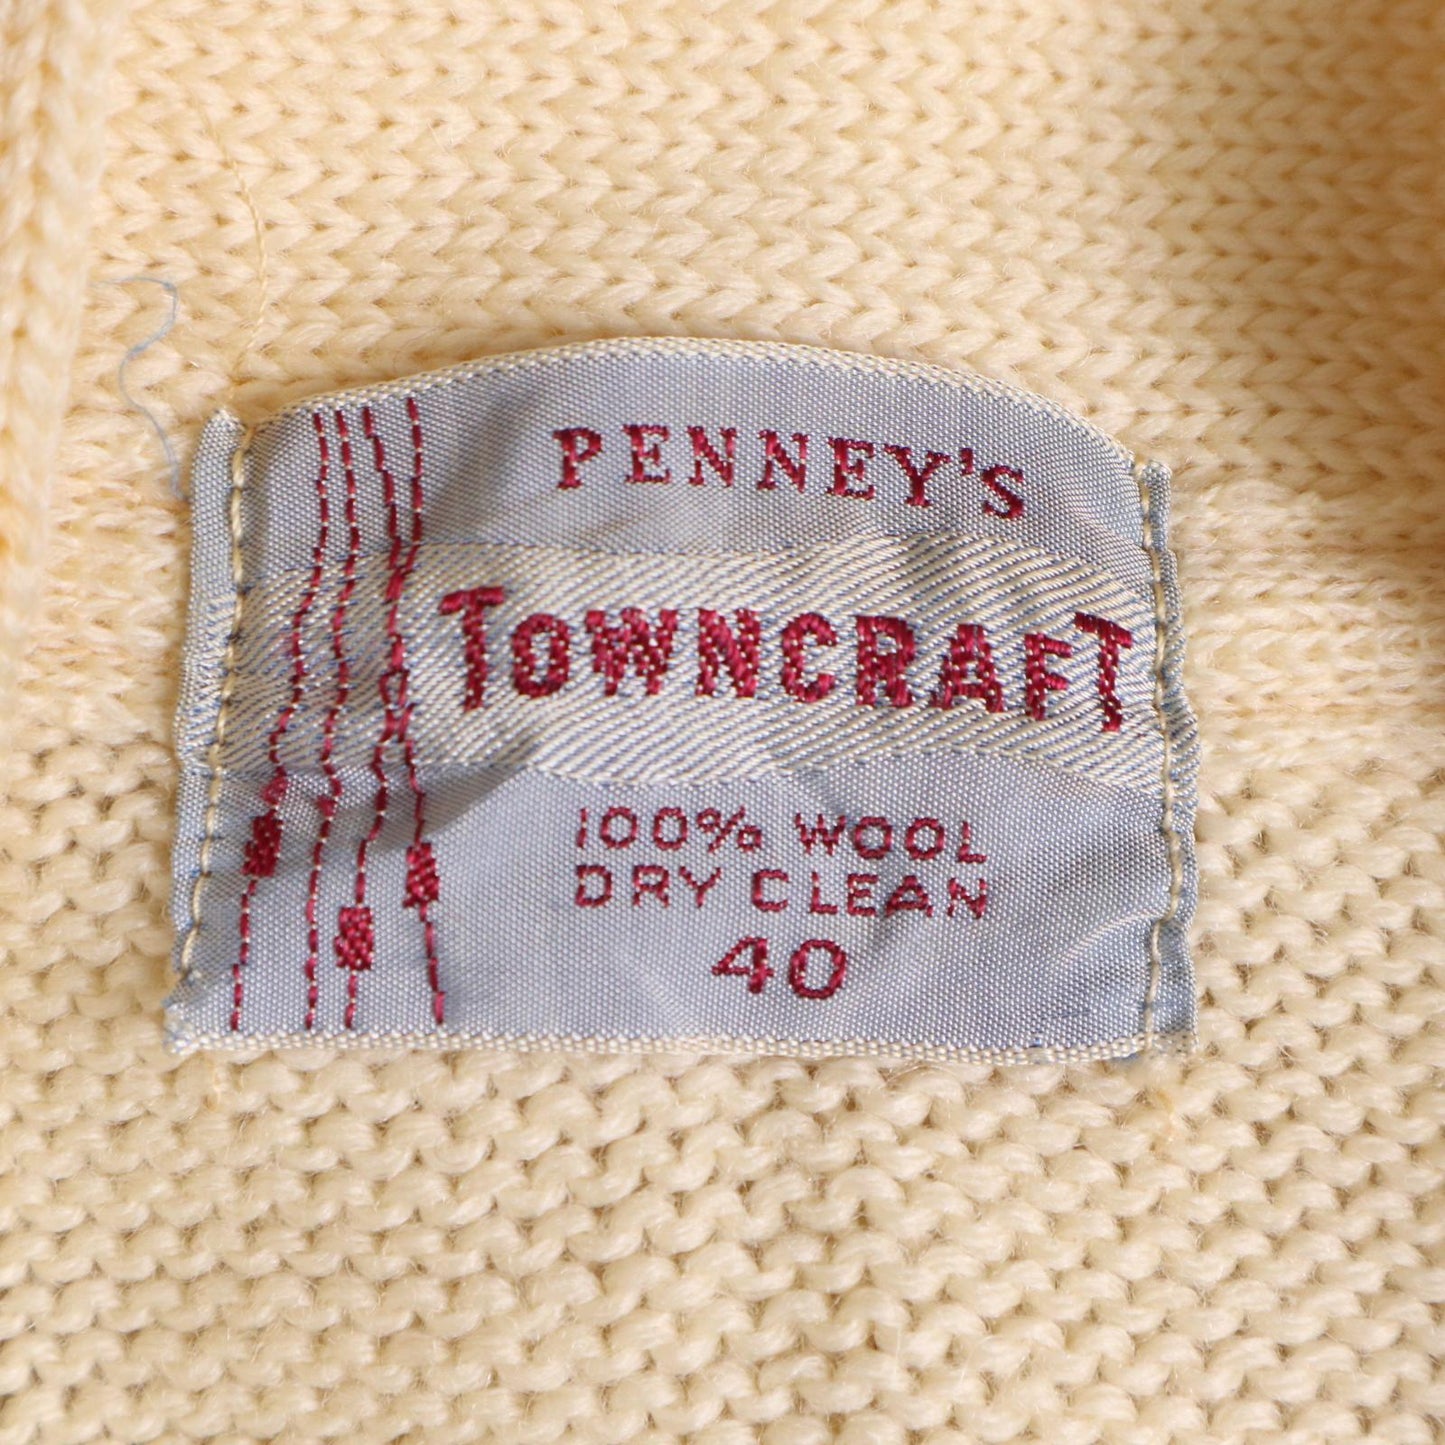 PENNEY'S
TOWNCRAFT
100% WOOL
DRY CLEAN
40